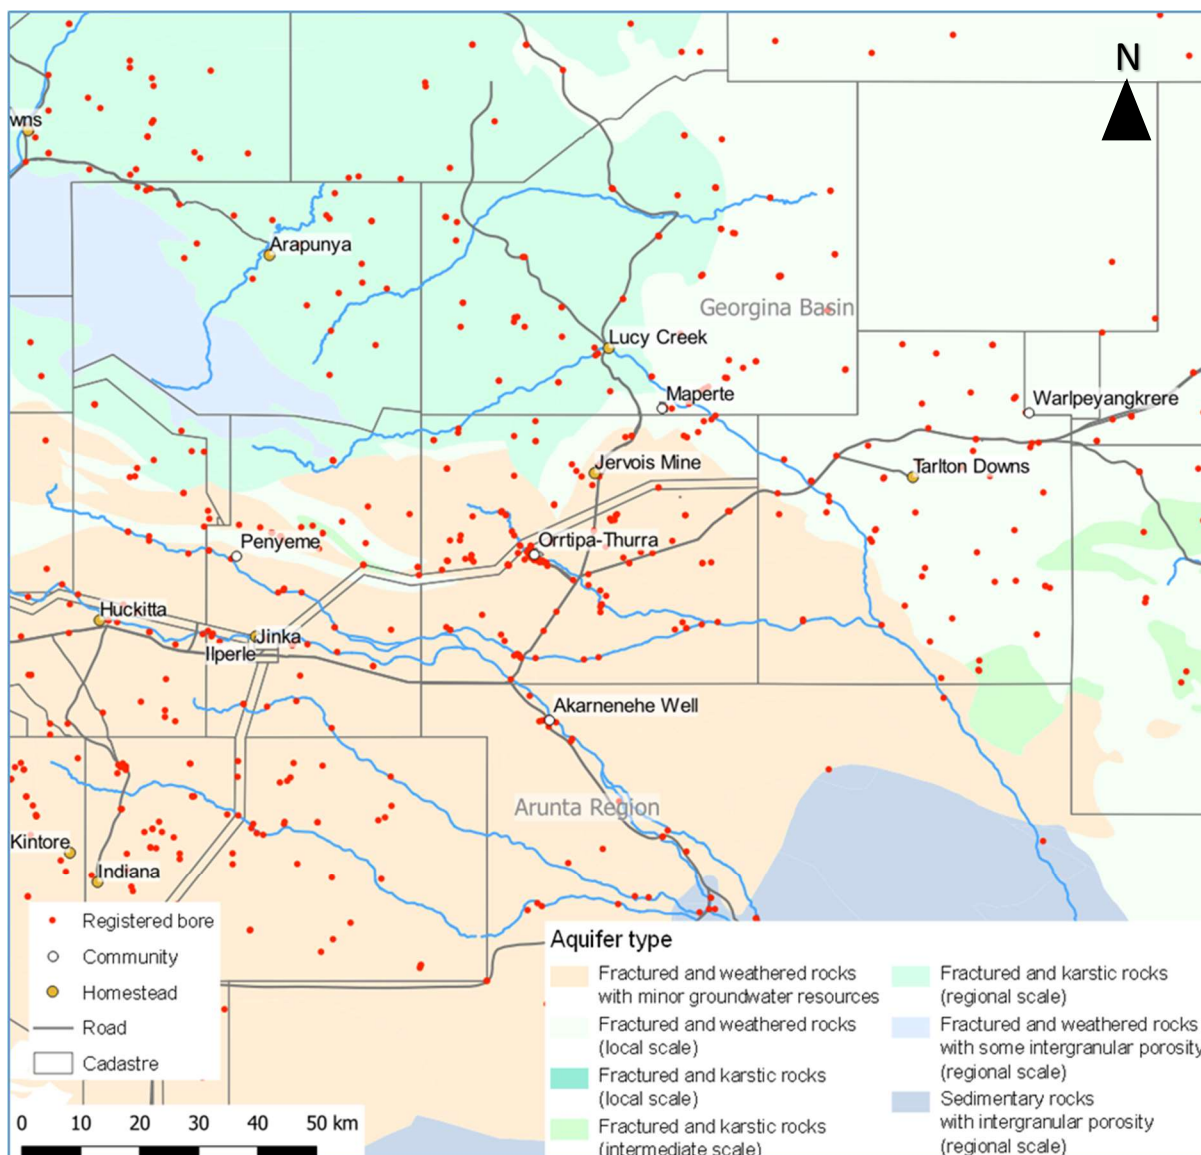 N
wns
Arapunya
Georgina Basin
Lucy Creek
Maperte
Warlpeyangkrere
Jervois Mine
Tarlton Downs
Orrtipa-Thurra
Penyeme
Huckitta
Jinka
Ilperle
Akarnenehe Well
Arunta Region
Kintore
Indiana
Registered bore
Community
Homestead
Road
Cadastre
0 10 20 30 40 50 km
Aquifer type
Fractured and weathered rocks
with minor groundwater resources
Fractured and weathered rocks
(local scale)
Fractured and karstic rocks
(local scale)
Fractured and karstic rocks
(intermediate scale)
Fractured and karstic rocks
(regional scale)
Fractured and weathered rocks
with some intergranular porosity
(regional scale)
Sedimentary rocks
with intergranular porosity
(regional scale)